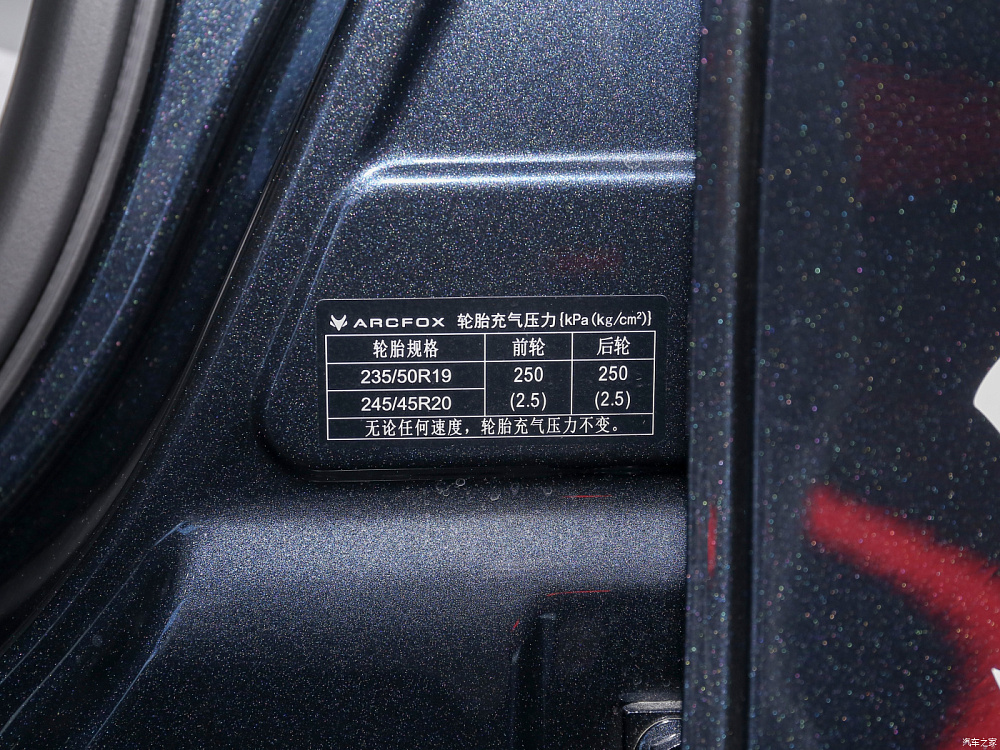 ARCFOX 轮胎充气压力{kPa(kg/cm²)}
轮胎规格 前轮 后轮
235/50R19 250 250
245/45R20 (2.5) (2.5)
无论任何速度，轮胎充气压力不变。
汽车之家